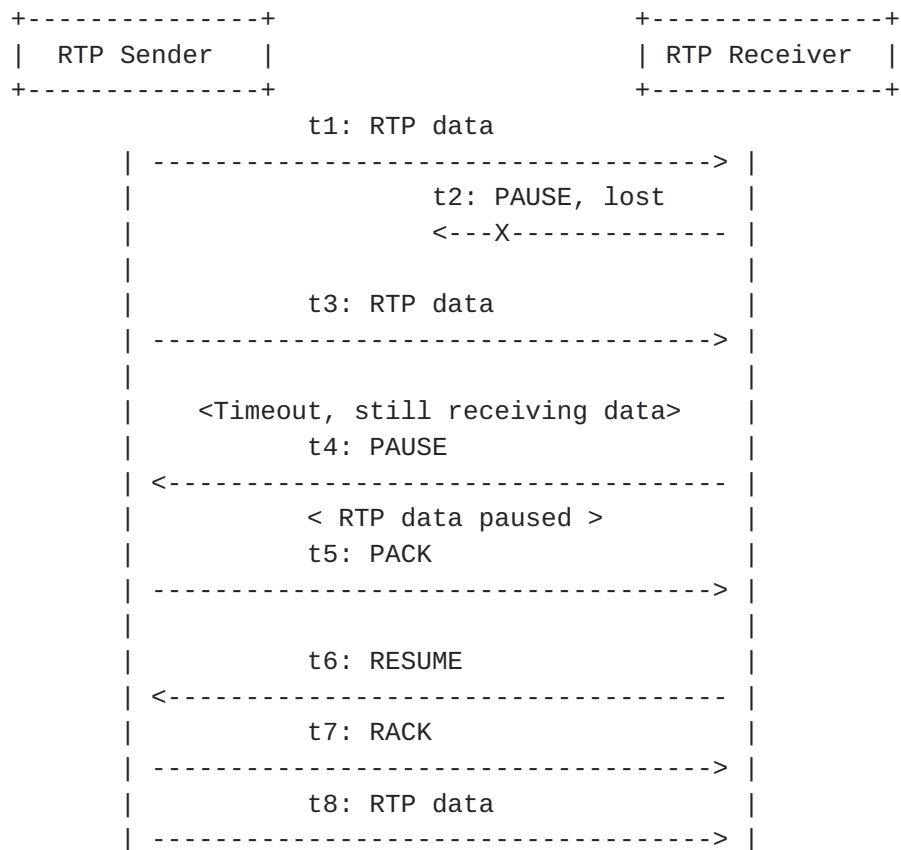 RTP Sender RTP Receiver
t1: RTP data
t2: PAUSE, lost
<---X--------------
t3: RTP data
<Timeout, still receiving data>
t4: PAUSE
< RTP data paused >
t5: PACK
t6: RESUME
t7: RACK
t8: RTP data